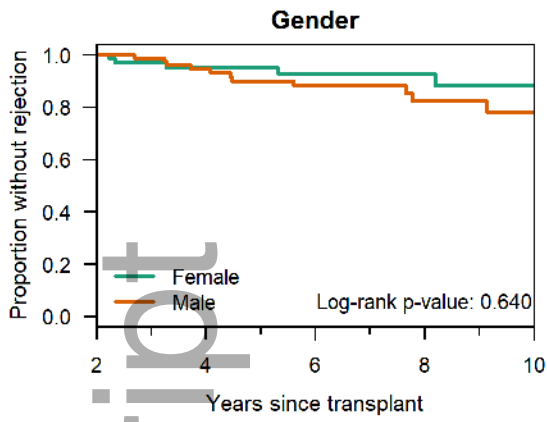 Gender
Proportion without rejection
1.0
0.8
0.6
0.4
0.2
0.0
Female
Male
Log-rank p-value: 0.640
2
4
6
8
10
Years since transplant
ipt